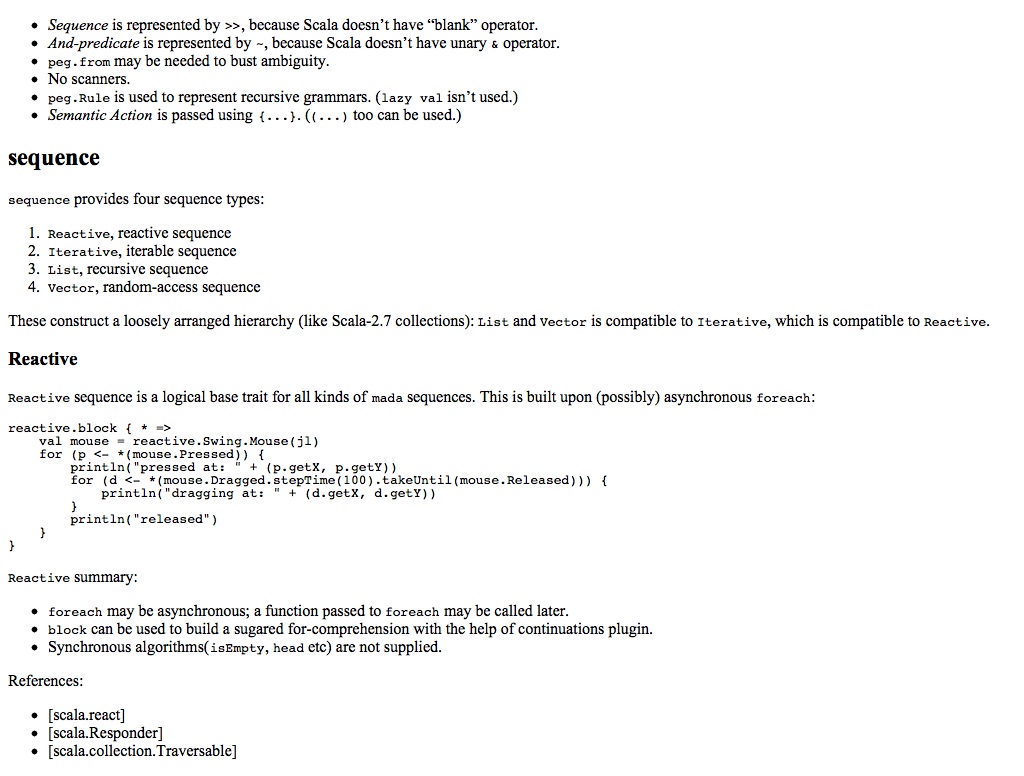 • Sequence is represented by >>, because Scala doesn’t have “blank” operator.
• And-predicate is represented by ~, because Scala doesn’t have unary & operator.
• peg.from may be needed to bust ambiguity.
• No scanners.
• peg.Rule is used to represent recursive grammars. (lazy val isn’t used.)
• Semantic Action is passed using {...}. ((...) too can be used.)
sequence
sequence provides four sequence types:
1. Reactive, reactive sequence
2. Iterative, iterable sequence
3. List, recursive sequence
4. Vector, random-access sequence
These construct a loosely arranged hierarchy (like Scala-2.7 collections): List and Vector is compatible to Iterative, which is compatible to Reactive.
Reactive
Reactive sequence is a logical base trait for all kinds of mada sequences. This is built upon (possibly) asynchronous foreach:
reactive.block { * =>
    val mouse = reactive.Swing.Mouse(jl)
    for (p <- *(mouse.Pressed)) {
        println("pressed at: " + (p.getX, p.getY))
        for (d <- *(mouse.Dragged.stepTime(100).takeUntil(mouse.Released))) {
            println("dragging at: " + (d.getX, d.getY))
        }
        println("released")
    }
}
Reactive summary:
• foreach may be asynchronous; a function passed to foreach may be called later.
• block can be used to build a sugared for-comprehension with the help of continuations plugin.
• Synchronous algorithms(isEmpty, head etc) are not supplied.
References:
• [scala.react]
• [scala.Responder]
• [scala.collection.Traversable]